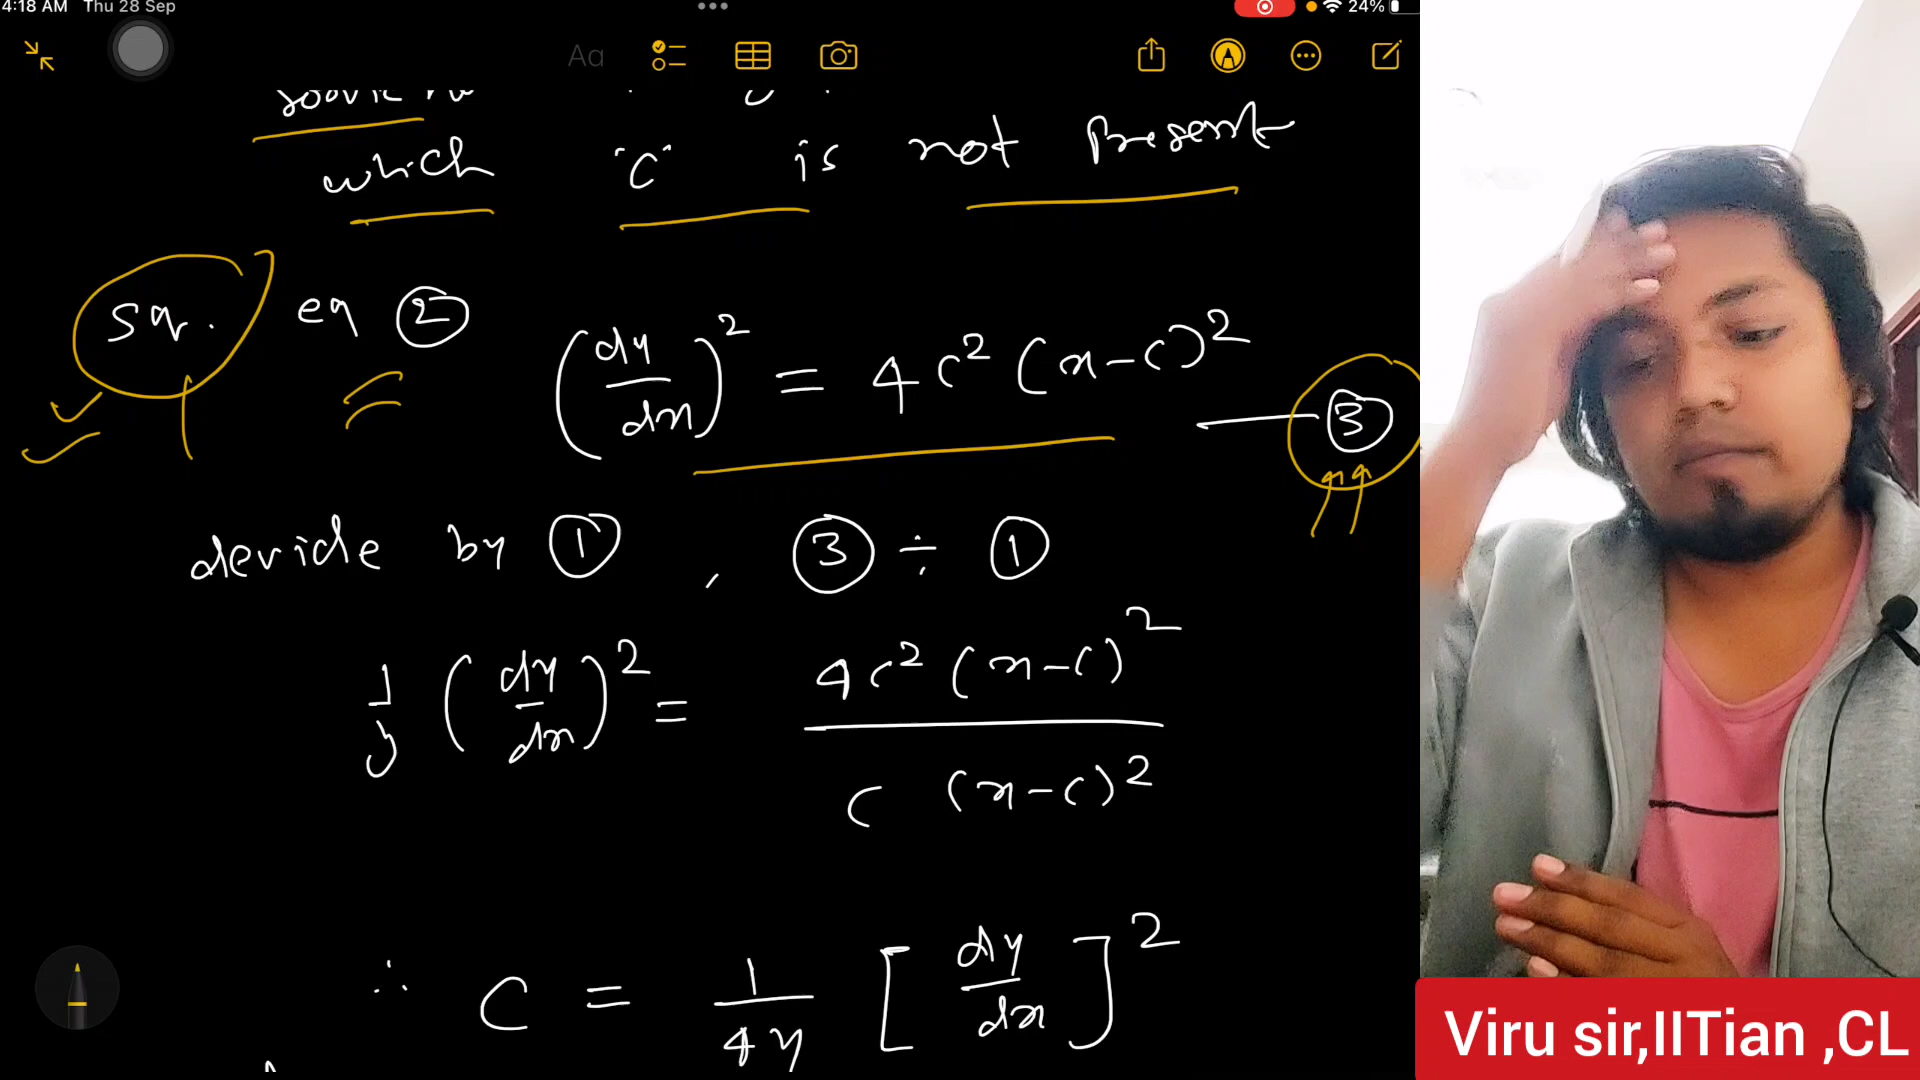 4:18 AM Thu 28 Sep
24%
Aa
which "c" is not present
sq. eq ② (dy/dx)² = 4c² (x-c)² — ③
devide by ① , ③ ÷ ①
1/y (dy/dx)² = 4c² (x-c)² / c (x-c)²
∴ C = 1/4y [dy/dx]²
Viru sir,IITian ,CL